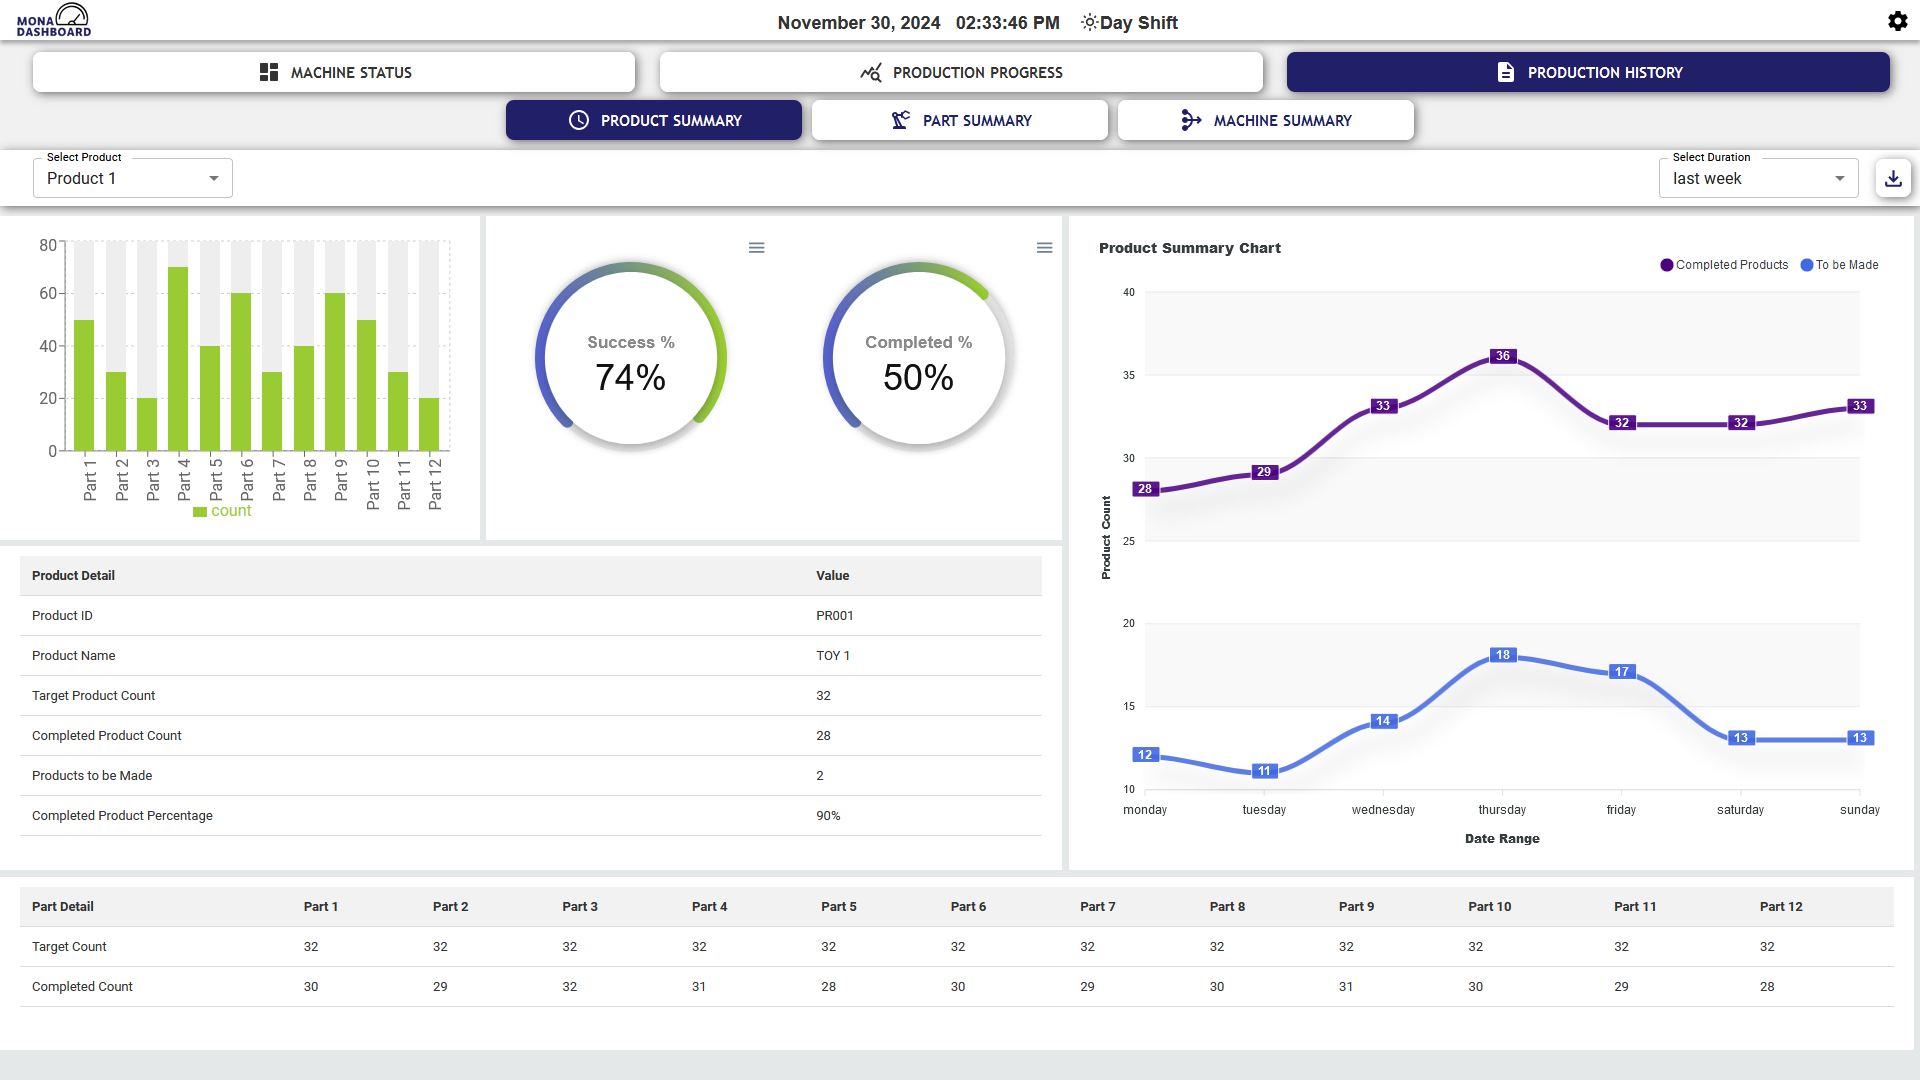 MONA
DASHBOARD
November 30, 2024 02:33:46 PM Day Shift
MACHINE STATUS
PRODUCTION PROGRESS
PRODUCTION HISTORY
PRODUCT SUMMARY
PART SUMMARY
MACHINE SUMMARY
Select Product
Product 1
Select Duration
last week
80
60
40
20
0
Part 1
Part 2
Part 3
Part 4
Part 5
Part 6
Part 7
Part 8
Part 9
Part 10
Part 11
Part 12
count
Success %
74%
Completed %
50%
Product Summary Chart
Completed Products
To be Made
40
35
30
25
20
15
10
Product Count
28
29
33
36
32
32
33
12
11
14
18
17
13
13
monday
tuesday
wednesday
thursday
friday
saturday
sunday
Date Range
Product Detail Value
Product ID PR001
Product Name TOY 1
Target Product Count 32
Completed Product Count 28
Products to be Made 2
Completed Product Percentage 90%
Part Detail Part 1 Part 2 Part 3 Part 4 Part 5 Part 6 Part 7 Part 8 Part 9 Part 10 Part 11 Part 12
Target Count 32 32 32 32 32 32 32 32 32 32 32 32
Completed Count 30 29 32 31 28 30 29 30 31 30 29 28